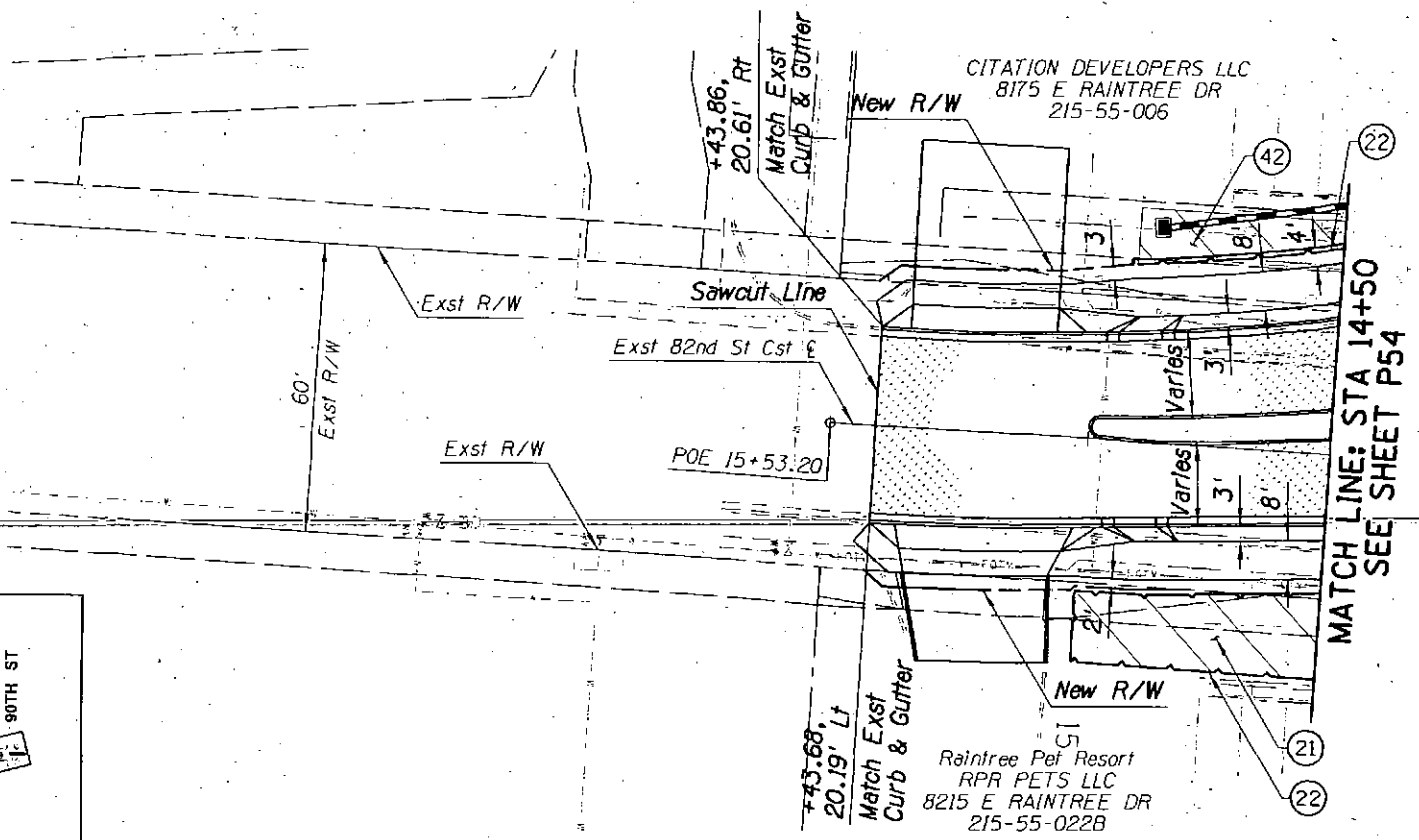 CITATION DEVELOPERS LLC
8175 E RAINTREE DR
215-55-006
+43.86,
20.61' Rt
Match Exst
Curb & Gutter
New R/W
42
22
3'
8'
4'
Sawcut Line
Exst R/W
60'
Exst R/W
Exst 82nd St Cst ℄
Varies
3'
Exst R/W
POE 15+53.20
Varies
3'
8'
MATCH LINE: STA 14+50
SEE SHEET P54
2'
New R/W
+43.68,
20.19' Lt
Match Exst
Curb & Gutter
15
Raintree Pet Resort
RPR PETS LLC
8215 E RAINTREE DR
215-55-022B
21
22
90TH ST